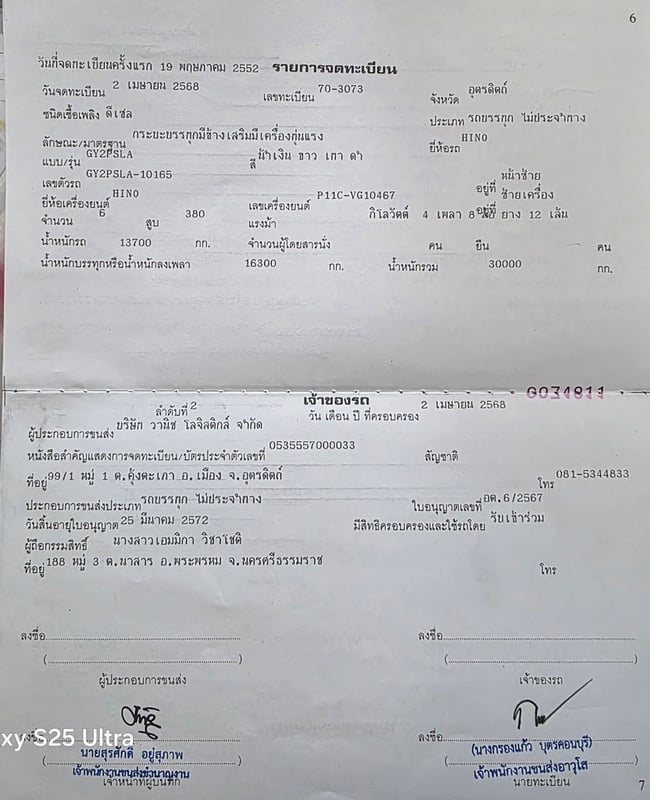 6
วันที่จดทะเบียนครั้งแรก 19 พฤษภาคม 2552 รายการจดทะเบียน
วันจดทะเบียน 2 เมษายน 2568 เลขทะเบียน 70-3073 จังหวัด อุตรดิตถ์
ชนิดเชื้อเพลิง ดีเซล ประเภท รถบรรทุก ไม่ประจำทาง
ลักษณะ/มาตรฐาน กระบะบรรทุกมีข้างเสริมมีเครื่องทุ่นแรง ยี่ห้อรถ HINO
แบบ/รุ่น GY2PSLA สี น้ำเงิน ขาว เทา ดำ
เลขตัวรถ GY2PSLA-10165 อยู่ที่ หน้าซ้าย
ยี่ห้อเครื่องยนต์ HINO เลขเครื่องยนต์ P11C-VG10467 อยู่ที่ ซ้ายเครื่อง
จำนวน 6 สูบ 380 แรงม้า กิโลวัตต์ 4 เพลา 8 ล้อ ยาง 12 เส้น
น้ำหนักรถ 13700 กก. จำนวนผู้โดยสารนั่ง คน ยืน คน
น้ำหนักบรรทุกหรือน้ำหนักลงเพลา 16300 กก. น้ำหนักรวม 30000 กก.
0034811
เจ้าของรถ
ลำดับที่ 2 วัน เดือน ปี ที่ครอบครอง 2 เมษายน 2568
ผู้ประกอบการขนส่ง บริษัท วานิช โลจิสติกส์ จำกัด
หนังสือสำคัญแสดงการจดทะเบียน/บัตรประจำตัวเลขที่ 0535557000033 สัญชาติ
ที่อยู่ 99/1 หมู่ 1 ต.คุ้งตะเภา อ.เมือง จ.อุตรดิตถ์ โทร 081-5344833
ประกอบการขนส่งประเภท รถบรรทุก ไม่ประจำทาง ใบอนุญาตเลขที่ อต.6/2567
วันสิ้นอายุใบอนุญาต 25 มีนาคม 2572 มีสิทธิครอบครองและใช้รถโดย รับเข้าร่วม
ผู้ถือกรรมสิทธิ์ นางสาวเอมมิกา วิชาโชติ
ที่อยู่ 188 หมู่ 3 ต.นาสาร อ.พระพรหม จ.นครศรีธรรมราช โทร
ลงชื่อ ลงชื่อ
( ) ( )
ผู้ประกอบการขนส่ง เจ้าของรถ
xy S25 Ultra
ลงชื่อ ลงชื่อ
(นายสุรศักดิ์ อยู่สุภาพ) (นางกรองแก้ว บุตรคอนบุรี)
เจ้าพนักงานขนส่งชำนาญงาน เจ้าพนักงานขนส่งอาวุโส
เจ้าหน้าที่ผู้บันทึก นายทะเบียน
7